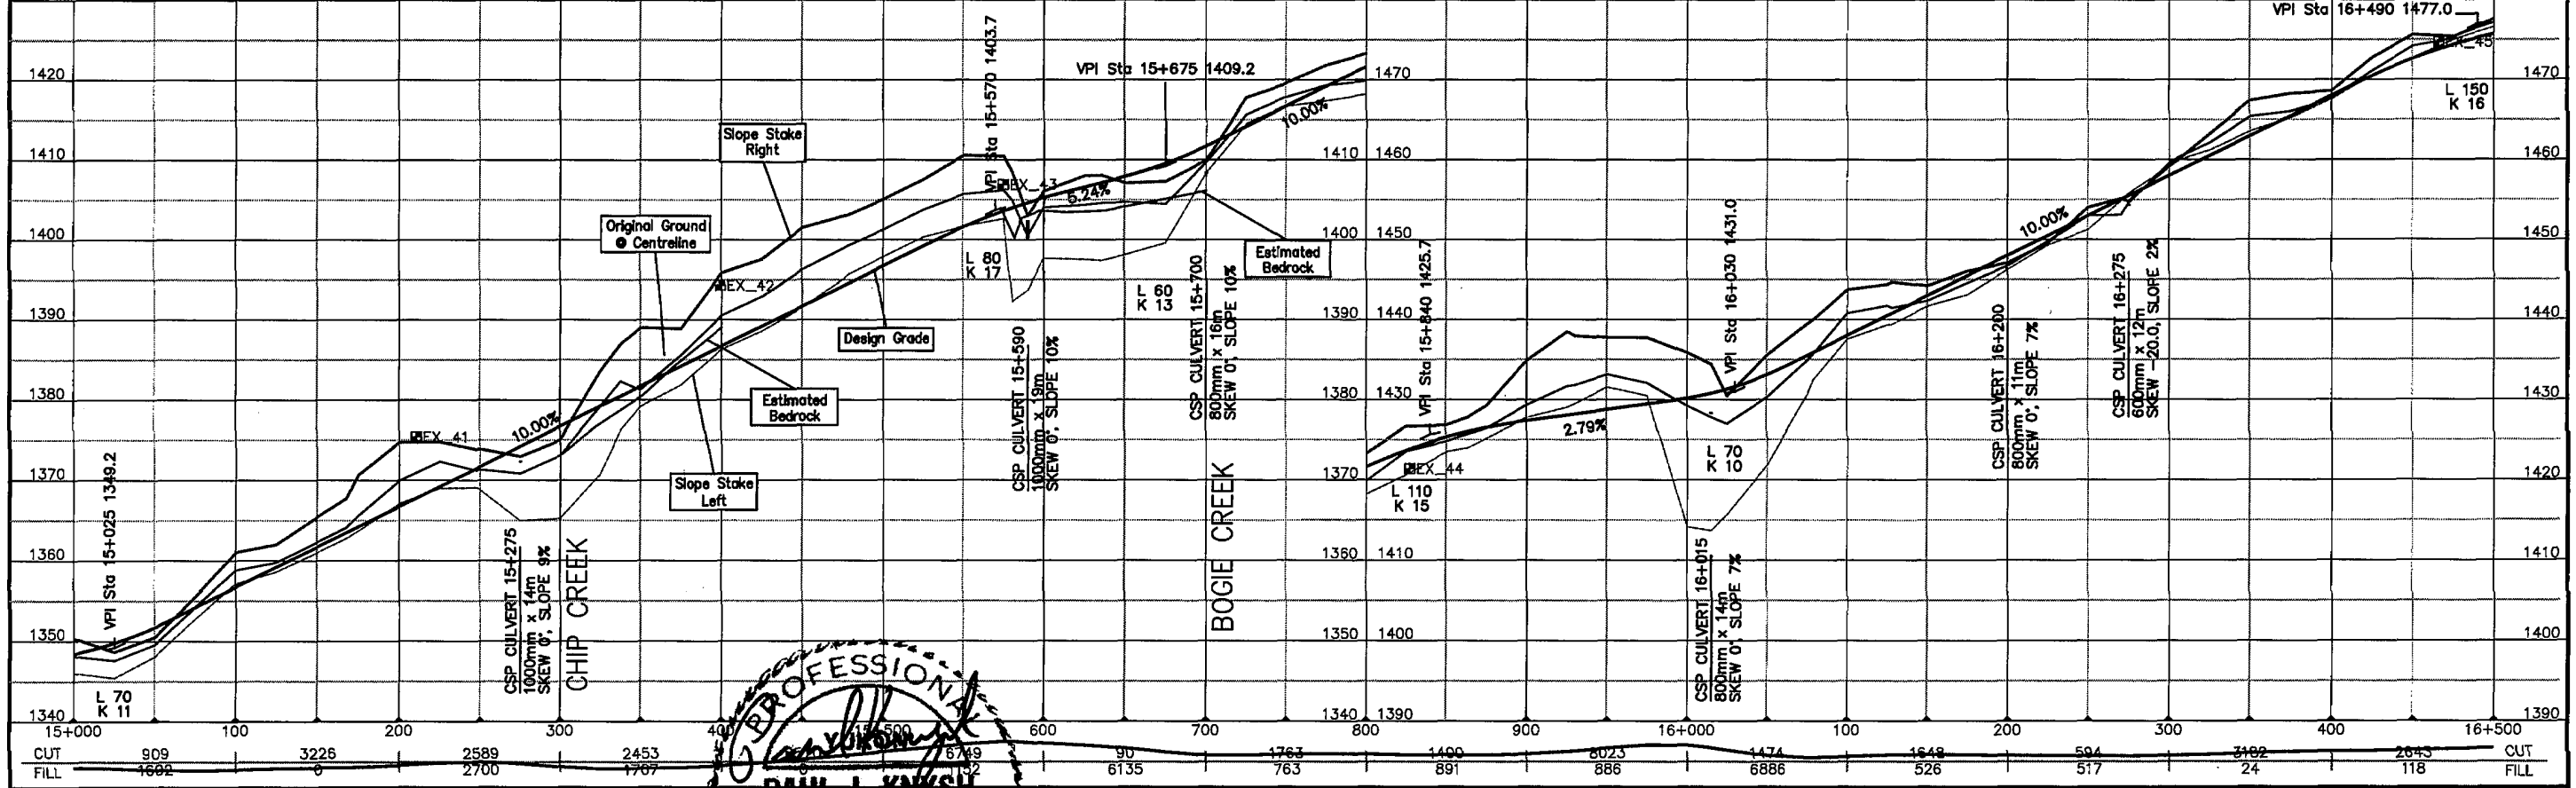 VPI Sta 16+490 1477.0
1420
1410
1400
1390
1380
1370
1360
1350
1340
VPI Sta 15+025 1349.2
L 70
K 11
EX_41
10.00%
CSP CULVERT 15+275
1000mm x 14m
SKEW 0°, SLOPE 9%
CHIP CREEK
Original Ground
@ Centreline
Slope Stake
Right
EX_42
Estimated
Bedrock
Slope Stake
Left
Design Grade
VPI Sta 15+570 1403.7
EX_43
L 80
K 17
6.24%
CSP CULVERT 15+590
1000mm x 19m
SKEW 0°, SLOPE 10%
VPI Sta 15+675 1409.2
L 60
K 13
CSP CULVERT 15+700
800mm x 16m
SKEW 0°, SLOPE 10%
BOGIE CREEK
10.00%
Estimated
Bedrock
1410
1400
1390
1380
1370
1360
1350
1340
1470
1460
1450
1440
1430
1420
1410
1400
1390
VPI Sta 15+840 1425.7
EX_44
L 110
K 15
2.79%
VPI Sta 16+030 1431.0
L 70
K 10
CSP CULVERT 16+015
800mm x 14m
SKEW 0°, SLOPE 7%
CSP CULVERT 16+200
800mm x 11m
SKEW 0°, SLOPE 7%
10.00%
CSP CULVERT 16+275
600mm x 12m
SKEW -20.0, SLOPE 2%
EX_45
L 150
K 16
1470
1460
1450
1440
1430
1420
1410
1400
1390
PROFESSIONAL
YUKON
15+000 100 200 300 400 15+500 600 700 800 900 16+000 100 200 300 400 16+500
CUT 909 3226 2589 2453 6749 90 1763 1490 8023 1474 1648 594 3162 2643 CUT
FILL 1602 0 2700 1707 6135 763 891 886 6886 526 517 24 118 FILL